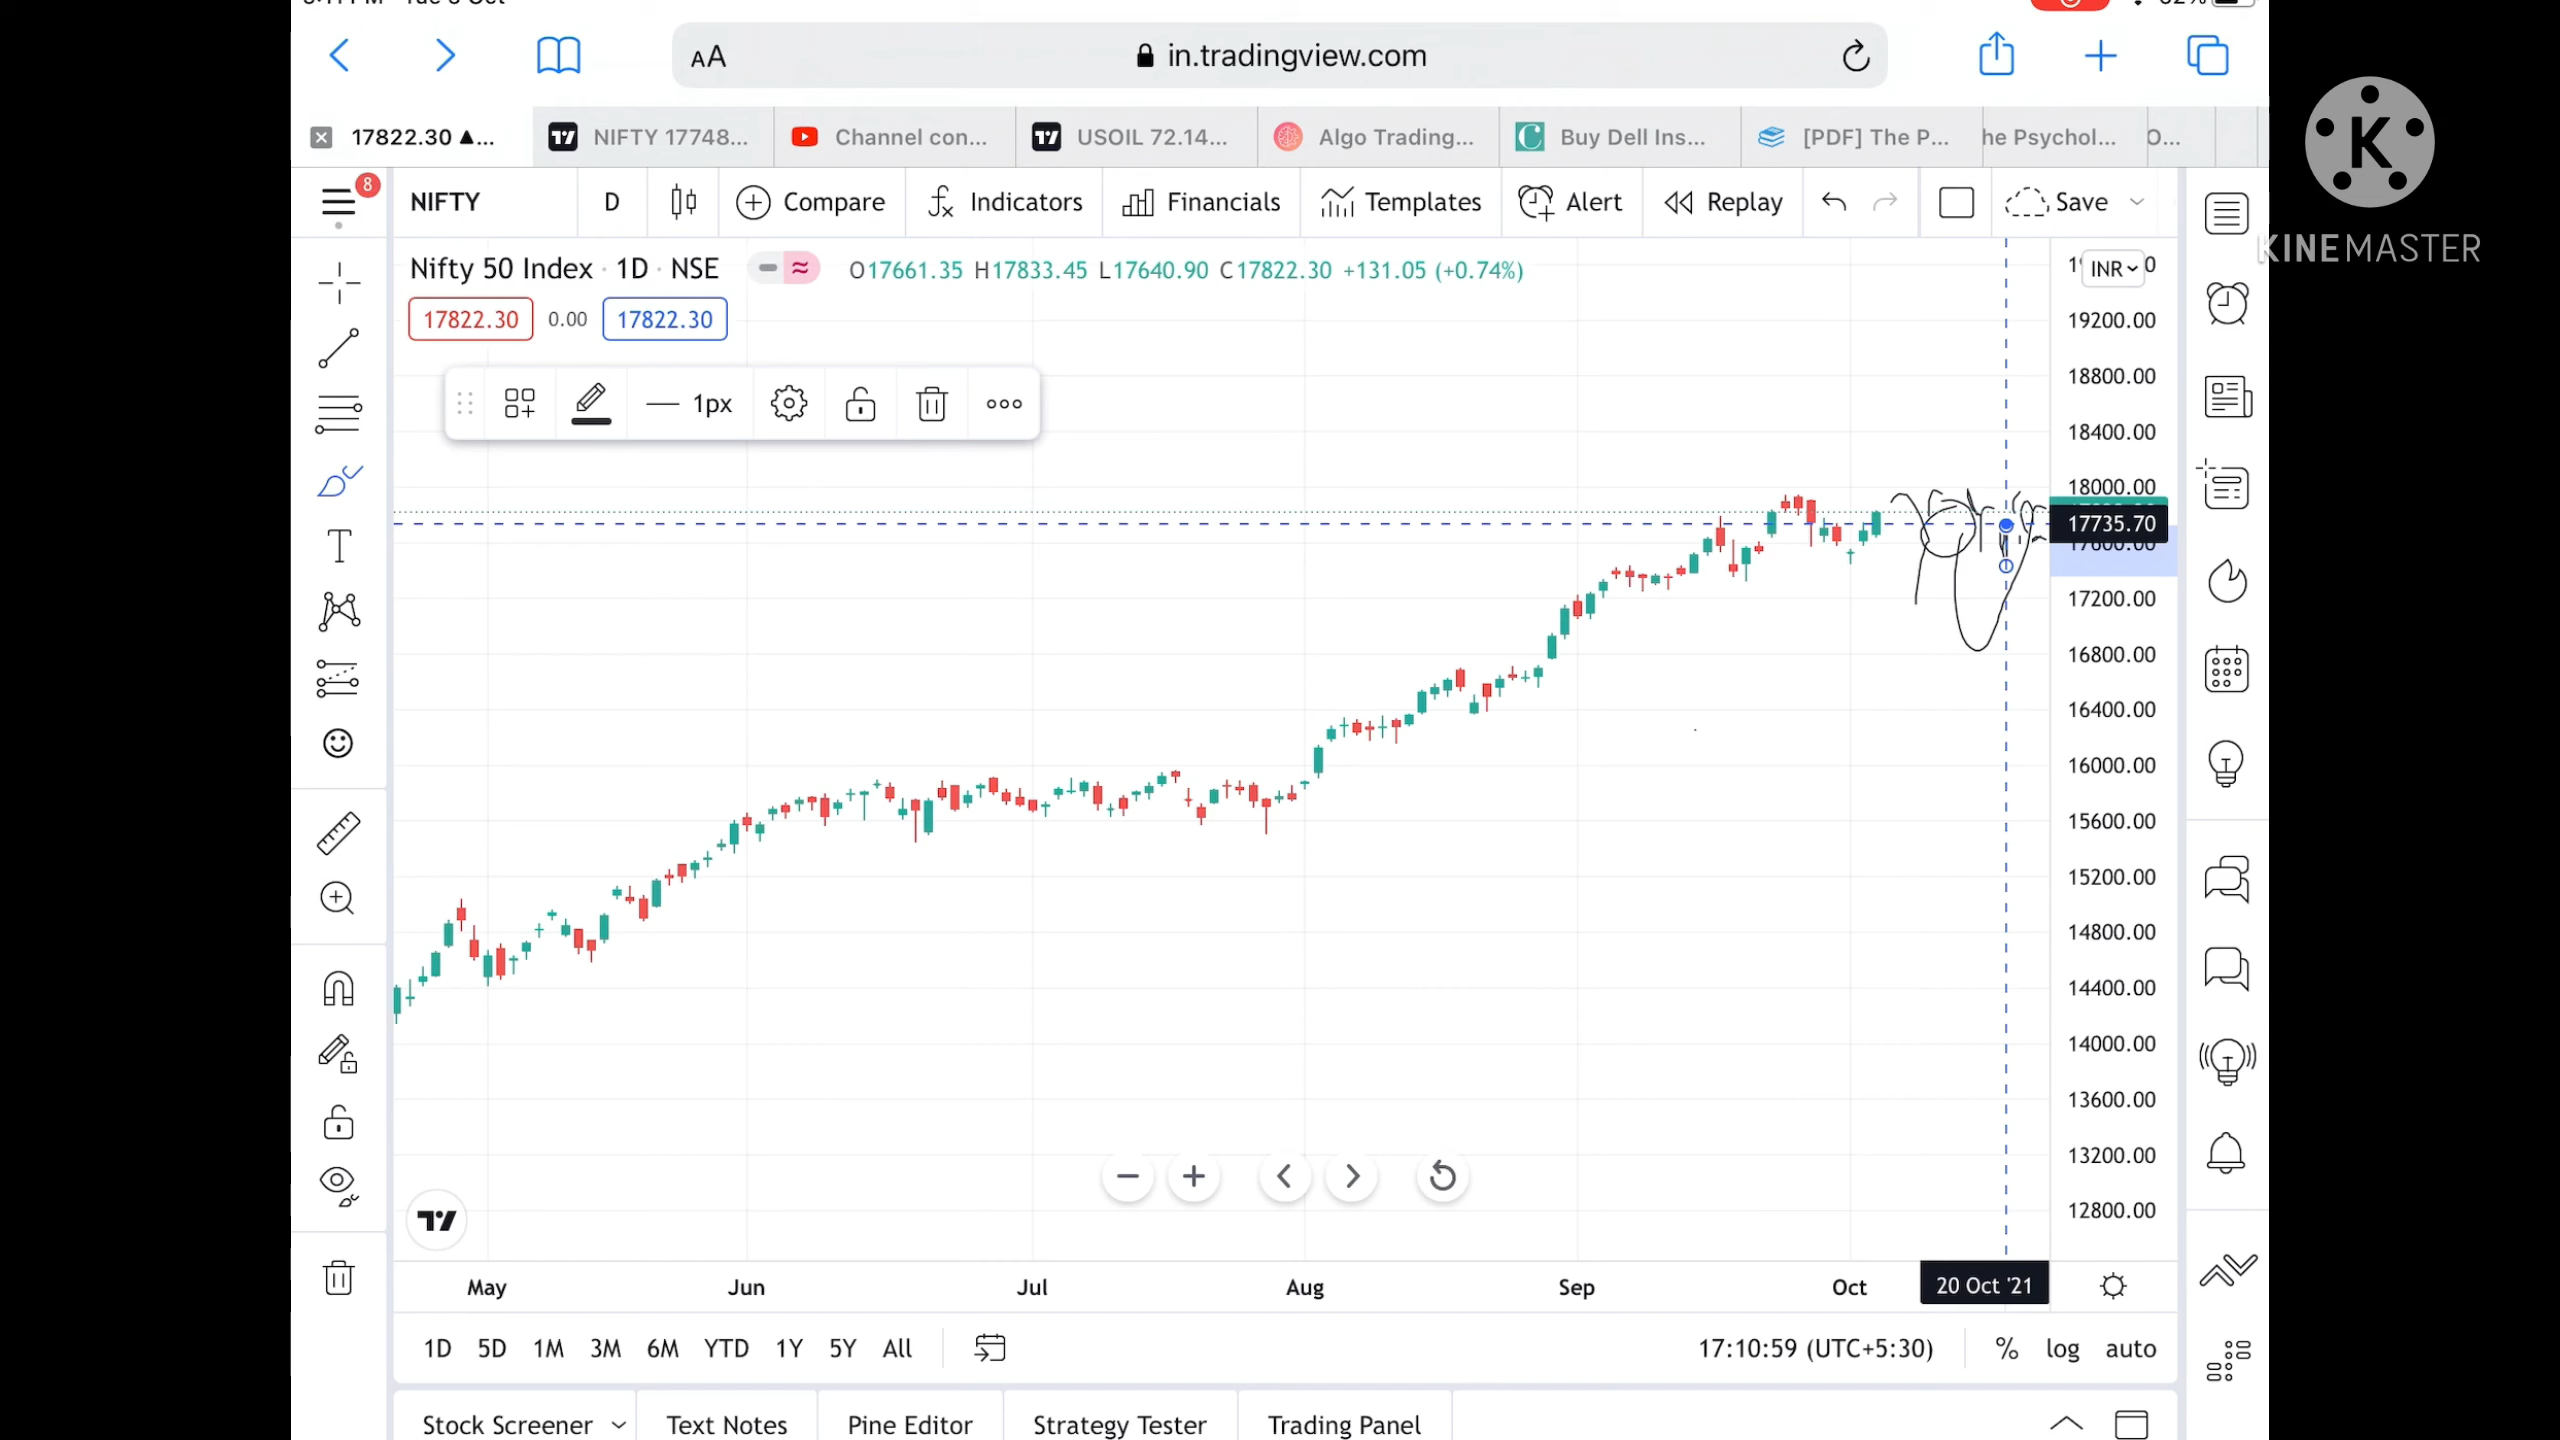 in.tradingview.com
AA
17822.30 ▲...
NIFTY 17748...
Channel con...
USOIL 72.14...
Algo Trading...
Buy Dell Ins...
[PDF] The P...
he Psychol...
O...
8
NIFTY
D
Compare
Indicators
Financials
Templates
Alert
Replay
Save
KINEMASTER
Nifty 50 Index · 1D · NSE
O17661.35 H17833.45 L17640.90 C17822.30 +131.05 (+0.74%)
INR
17822.30
0.00
17822.30
1px
19200.00
18800.00
18400.00
18000.00
17735.70
17600.00
17200.00
16800.00
16400.00
16000.00
15600.00
15200.00
14800.00
14400.00
14000.00
13600.00
13200.00
12800.00
May
Jun
Jul
Aug
Sep
Oct
20 Oct '21
1D
5D
1M
3M
6M
YTD
1Y
5Y
All
17:10:59 (UTC+5:30)
%
log
auto
Stock Screener
Text Notes
Pine Editor
Strategy Tester
Trading Panel